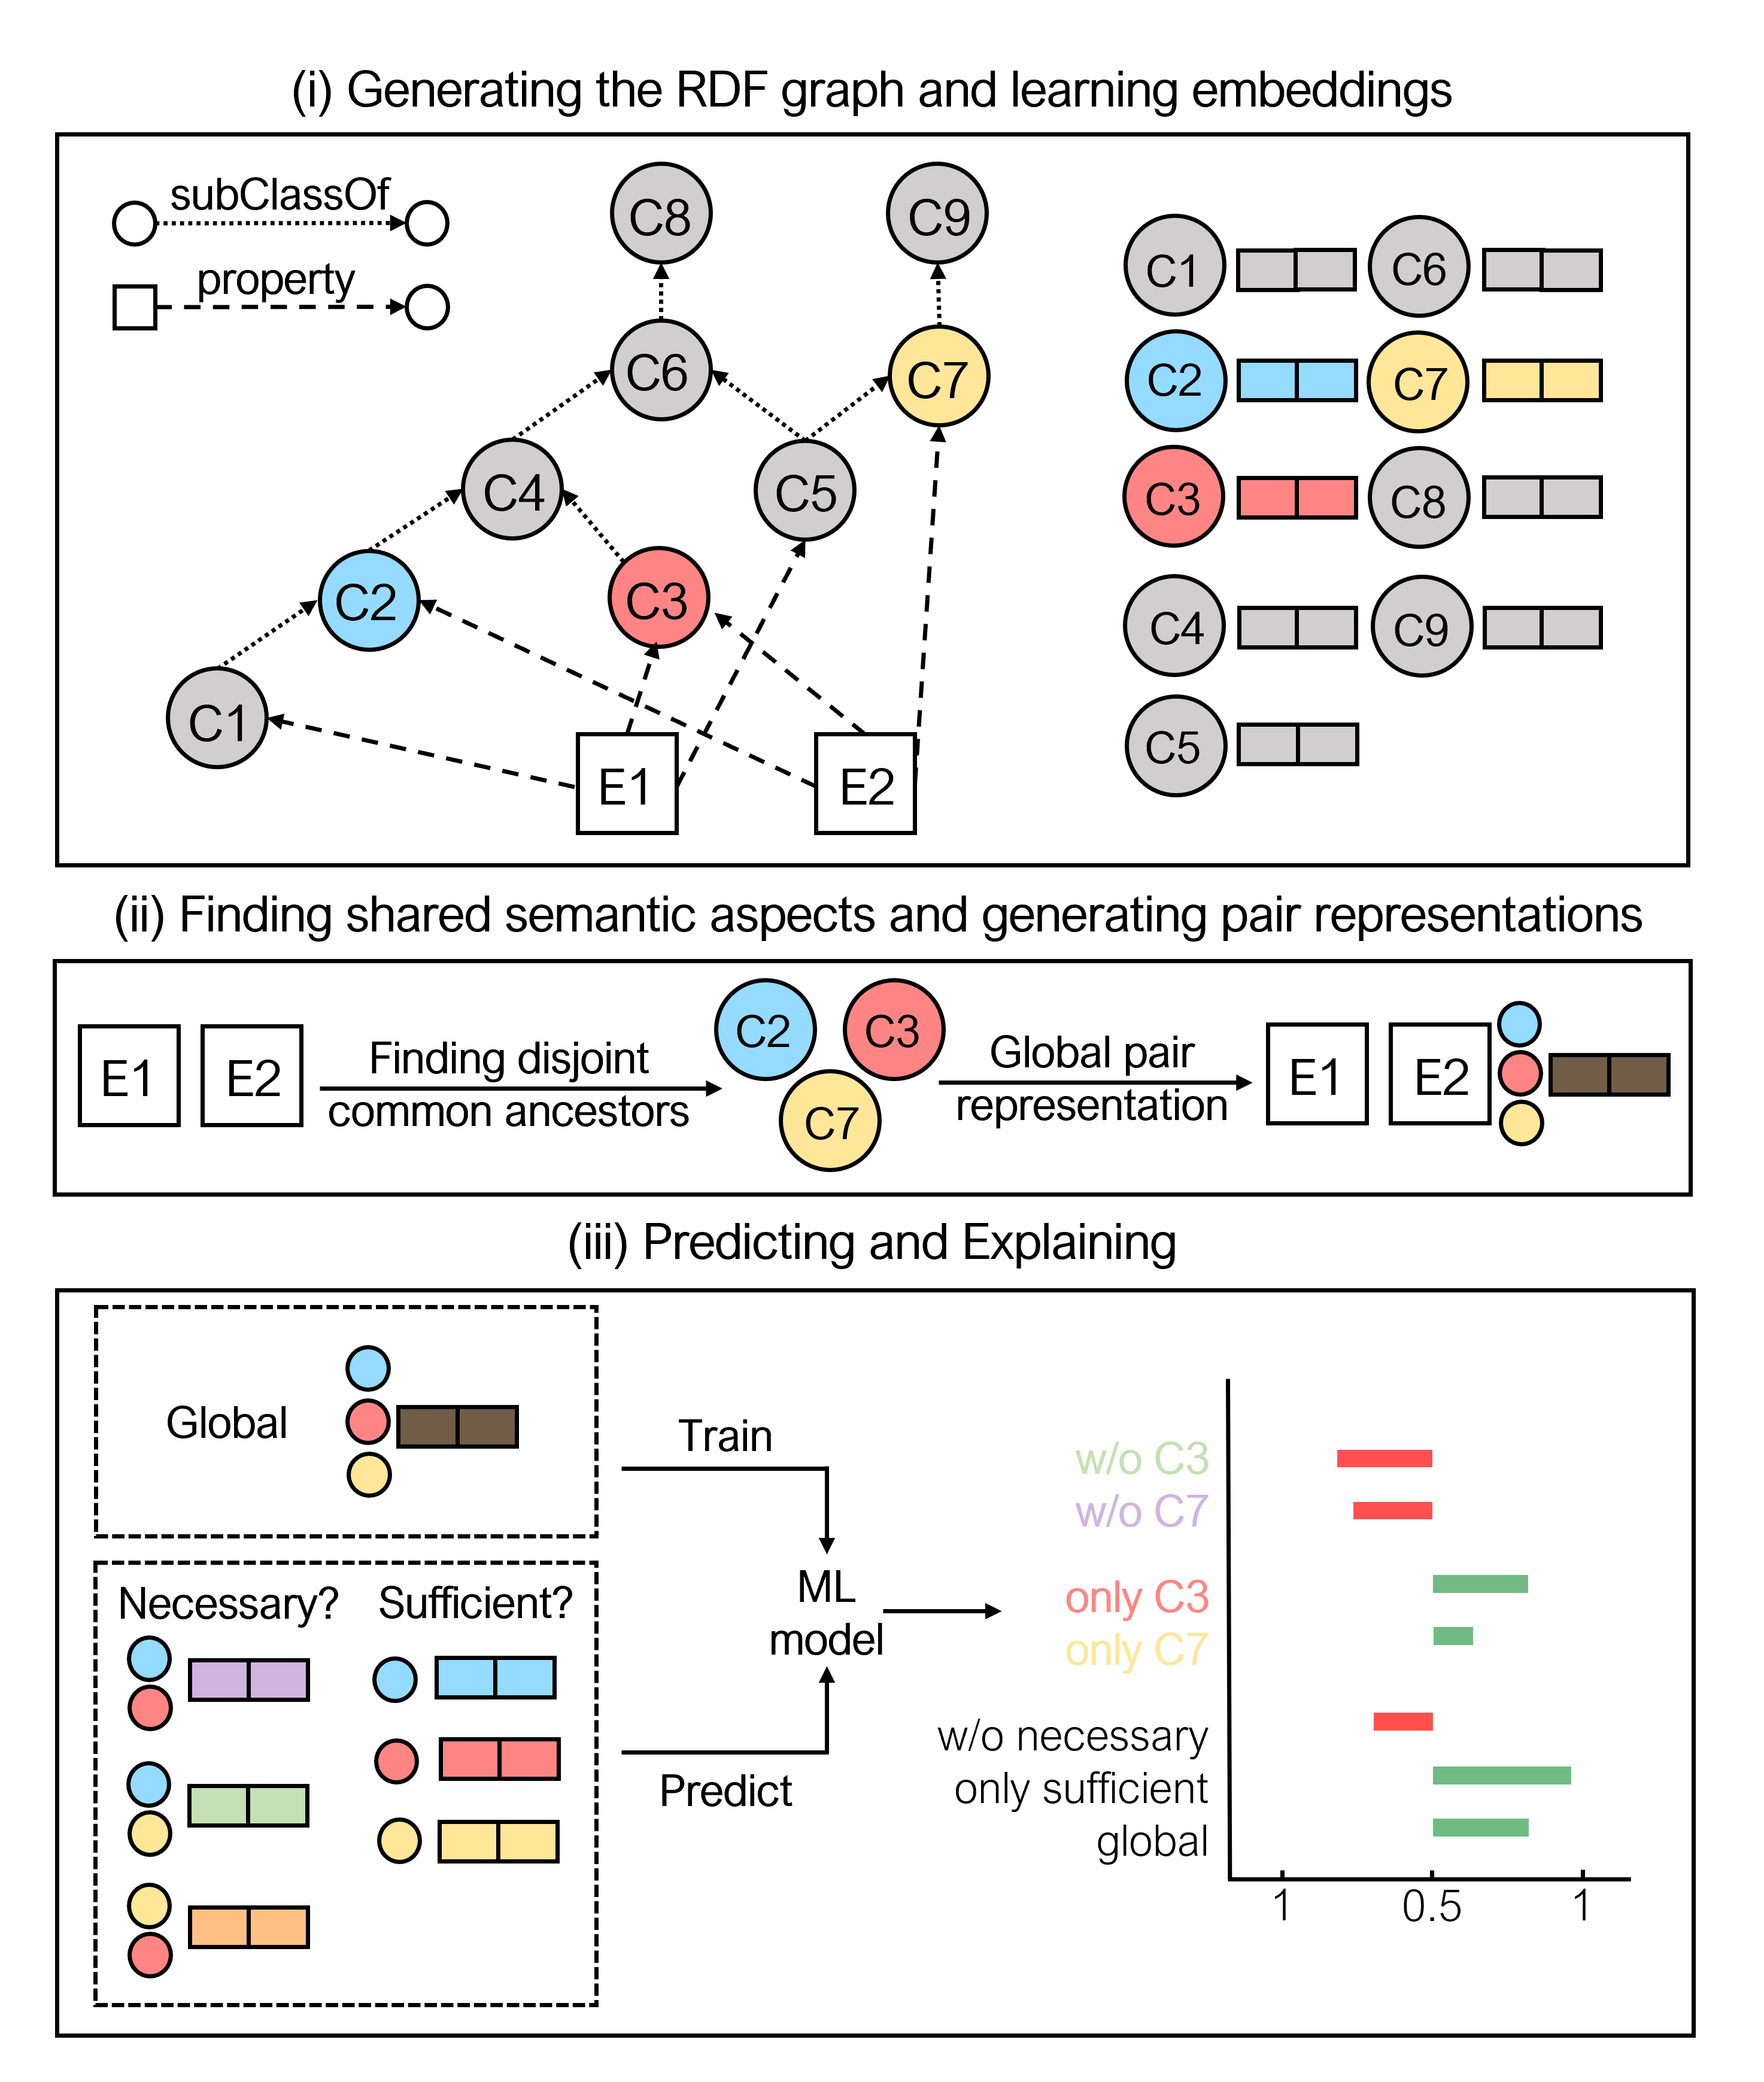 (i) Generating the RDF graph and learning embeddings
subClassOf
property
C8
C9
C6
C7
C4
C5
C2
C3
C1
E1
E2
C1
C6
C2
C7
C3
C8
C4
C9
C5
(ii) Finding shared semantic aspects and generating pair representations
E1
E2
Finding disjoint
common ancestors
C2
C3
C7
Global pair
representation
E1
E2
(iii) Predicting and Explaining
Global
Necessary?
Sufficient?
Train
ML
model
Predict
w/o C3
w/o C7
only C3
only C7
w/o necessary
only sufficient
global
1
0.5
1